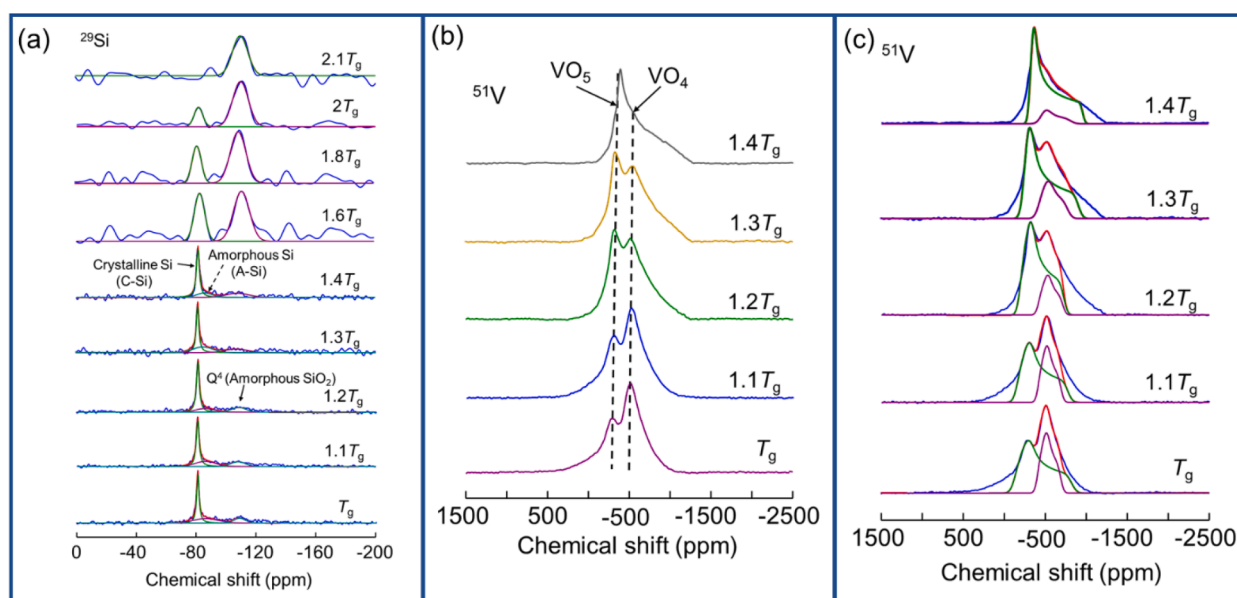 (a)
29Si
2.1Tg
2Tg
1.8Tg
1.6Tg
Crystalline Si
(C-Si)
Amorphous Si
(A-Si)
1.4Tg
1.3Tg
Q4 (Amorphous SiO2)
1.2Tg
1.1Tg
Tg
0 -40 -80 -120 -160 -200
Chemical shift (ppm)
(b)
51V
VO5
VO4
1.4Tg
1.3Tg
1.2Tg
1.1Tg
Tg
1500 500 -500 -1500 -2500
Chemical shift (ppm)
(c)
51V
1.4Tg
1.3Tg
1.2Tg
1.1Tg
Tg
1500 500 -500 -1500 -2500
Chemical shift (ppm)